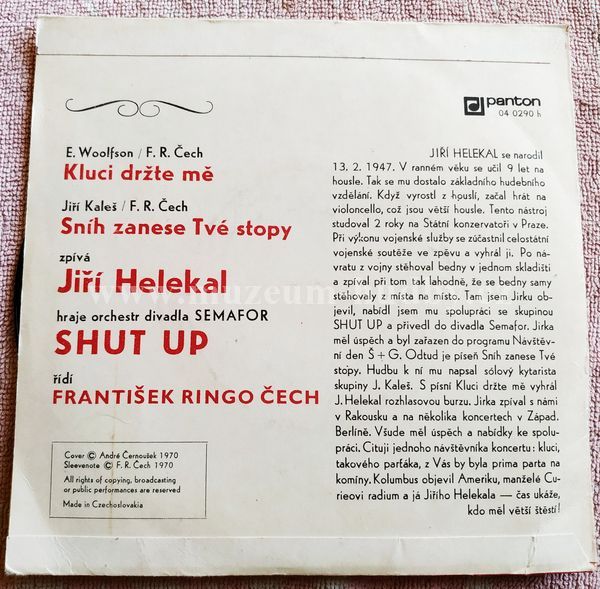 panton
04 0290 h
E. Woolfson / F. R. Čech
Kluci držte mě
Jiří Kaleš / F. R. Čech
Sníh zanese Tvé stopy
zpívá
Jiří Helekal
hraje orchestr divadla SEMAFOR
SHUT UP
řídí
FRANTIŠEK RINGO ČECH
Cover © André Černoušek 1970
Sleevenote © F. R. Čech 1970
All rights of copying, broadcasting
or public performances are reserved
Made in Czechoslovakia
JIŘÍ HELEKAL se narodil
13. 2. 1947. V ranném věku se učil 9 let na
housle. Tak se mu dostalo základního hudebního
vzdělání. Když vyrostl z houslí, začal hrát na
violoncello, což jsou větší housle. Tento nástroj
studoval 2 roky na Státní konzervatoři v Praze.
Při výkonu vojenské služby se zúčastnil celostátní
vojenské soutěže ve zpěvu a vyhrál ji. Po ná-
vratu z vojny stěhoval bedny v jednom skladišti
a zpíval při tom tak lahodně, že se bedny samy
stěhovaly z místa na místo. Tam jsem Jirku ob-
jevil, nabídl jsem mu spolupráci se skupinou
SHUT UP a přivedl do divadla Semafor. Jirka
měl úspěch a byl zařazen do programu Návštěv-
ní den Š + G. Odtud je píseň Sníh zanese Tvé
stopy. Hudbu k ní mu napsal sólový kytarista
skupiny J. Kaleš. S písní Kluci držte mě vyhrál
J. Helekal rozhlasovou burzu. Jirka zpíval s námi
v Rakousku a na několika koncertech v Západ.
Berlíně. Všude měl úspěch a nabídky ke spolu-
práci. Cituji jednoho návštěvníka koncertu: kluci,
takového parťáka, z Vás by byla prima parta na
komíny. Kolumbus objevil Ameriku, manželé Cu-
rieovi radium a já Jiřího Helekala — čas ukáže,
kdo měl větší štěstí!